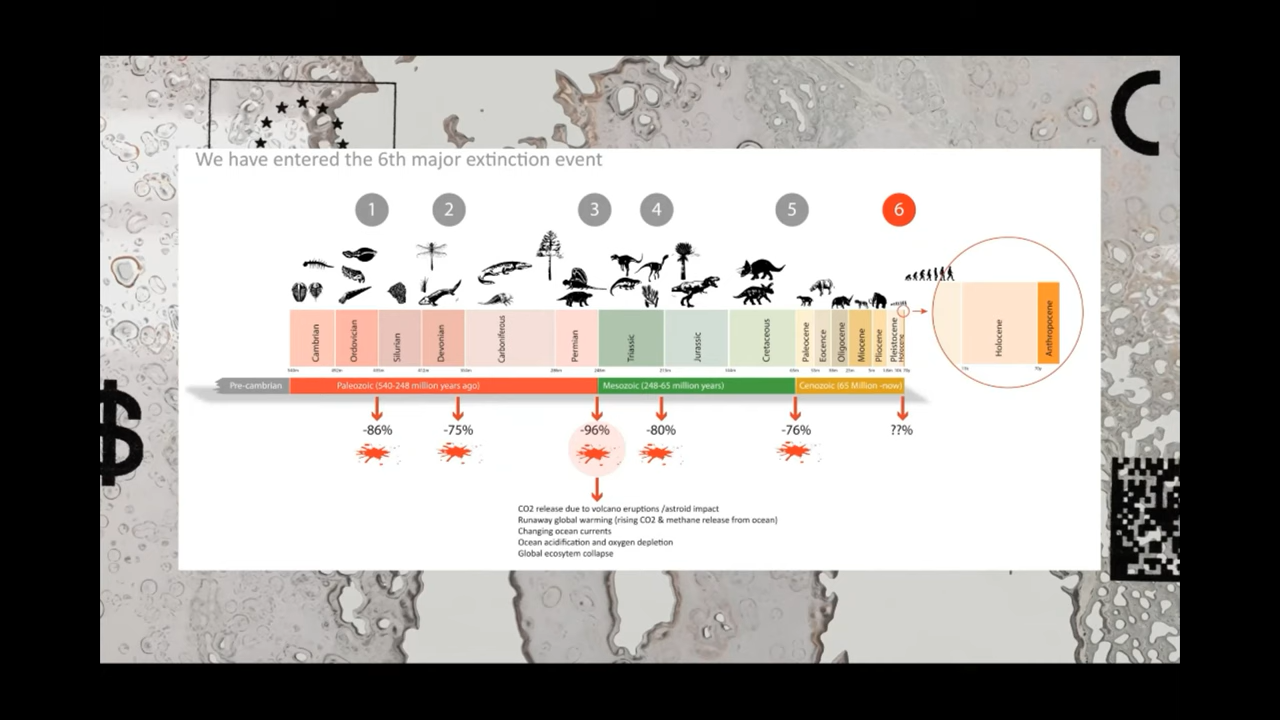 We have entered the 6th major extinction event
1 2 3 4 5 6
Cambrian
Ordovician
Silurian
Devonian
Carboniferous
Permian
Triassic
Jurassic
Cretaceous
Paleocene
Eocence
Oligocene
Miocene
Pliocene
Pleistocene
Holocene
Holocene
Anthropocene
Pre-cambrian
Paleozoic (540-248 million years ago)
Mesozoic (248-65 million years)
Cenozoic (65 Million -now)
-86% -75% -96% -80% -76% ??%
CO2 release due to volcano eruptions /astroid impact
Runaway global warming (rising CO2 & methane release from ocean)
Changing ocean currents
Ocean acidification and oxygen depletion
Global ecosytem collapse
$
C